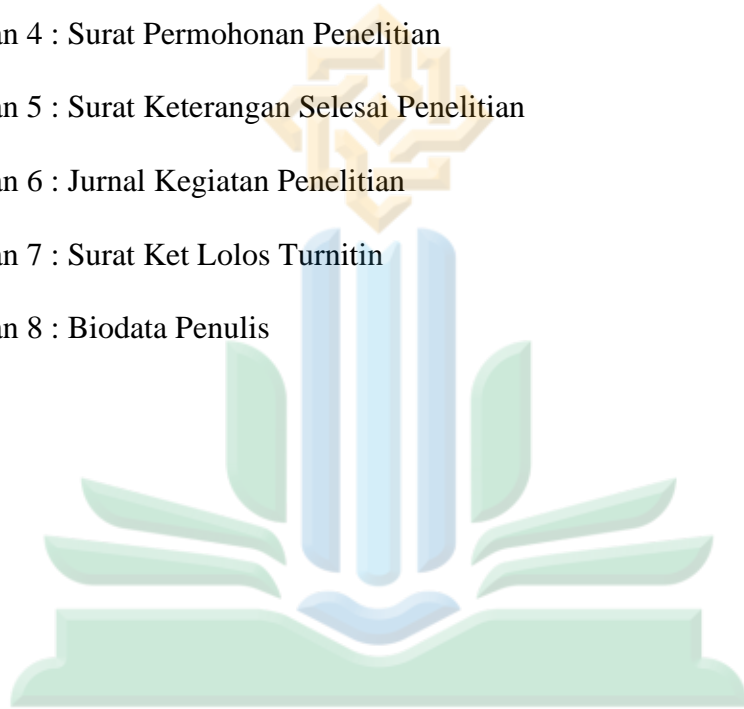 an 4 : Surat Permohonan Penelitian
an 5 : Surat Keterangan Selesai Penelitian
an 6 : Jurnal Kegiatan Penelitian
an 7 : Surat Ket Lolos Turnitin
an 8 : Biodata Penulis